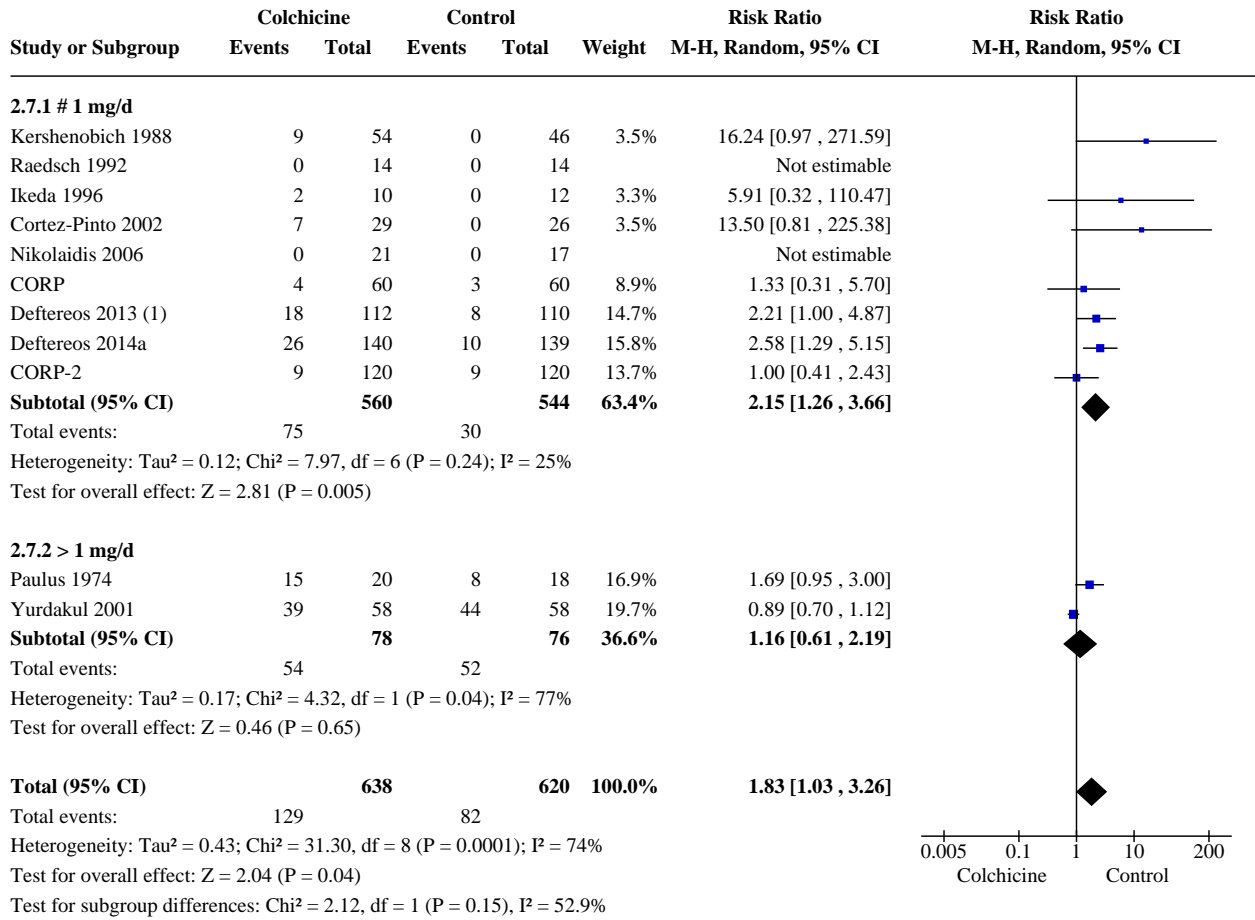 Colchicine Control Risk Ratio Risk Ratio
Study or Subgroup Events Total Events Total Weight M-H, Random, 95% CI M-H, Random, 95% CI
2.7.1 # 1 mg/d
Kershenobich 1988 9 54 0 46 3.5% 16.24 [0.97 , 271.59]
Raedsch 1992 0 14 0 14 Not estimable
Ikeda 1996 2 10 0 12 3.3% 5.91 [0.32 , 110.47]
Cortez-Pinto 2002 7 29 0 26 3.5% 13.50 [0.81 , 225.38]
Nikolaidis 2006 0 21 0 17 Not estimable
CORP 4 60 3 60 8.9% 1.33 [0.31 , 5.70]
Deftereos 2013 (1) 18 112 8 110 14.7% 2.21 [1.00 , 4.87]
Deftereos 2014a 26 140 10 139 15.8% 2.58 [1.29 , 5.15]
CORP-2 9 120 9 120 13.7% 1.00 [0.41 , 2.43]
Subtotal (95% CI) 560 544 63.4% 2.15 [1.26 , 3.66]
Total events: 75 30
Heterogeneity: Tau² = 0.12; Chi² = 7.97, df = 6 (P = 0.24); I² = 25%
Test for overall effect: Z = 2.81 (P = 0.005)
2.7.2 > 1 mg/d
Paulus 1974 15 20 8 18 16.9% 1.69 [0.95 , 3.00]
Yurdakul 2001 39 58 44 58 19.7% 0.89 [0.70 , 1.12]
Subtotal (95% CI) 78 76 36.6% 1.16 [0.61 , 2.19]
Total events: 54 52
Heterogeneity: Tau² = 0.17; Chi² = 4.32, df = 1 (P = 0.04); I² = 77%
Test for overall effect: Z = 0.46 (P = 0.65)
Total (95% CI) 638 620 100.0% 1.83 [1.03 , 3.26]
Total events: 129 82
Heterogeneity: Tau² = 0.43; Chi² = 31.30, df = 8 (P = 0.0001); I² = 74%
Test for overall effect: Z = 2.04 (P = 0.04)
Test for subgroup differences: Chi² = 2.12, df = 1 (P = 0.15), I² = 52.9%
0.005 0.1 1 10 200
Colchicine Control